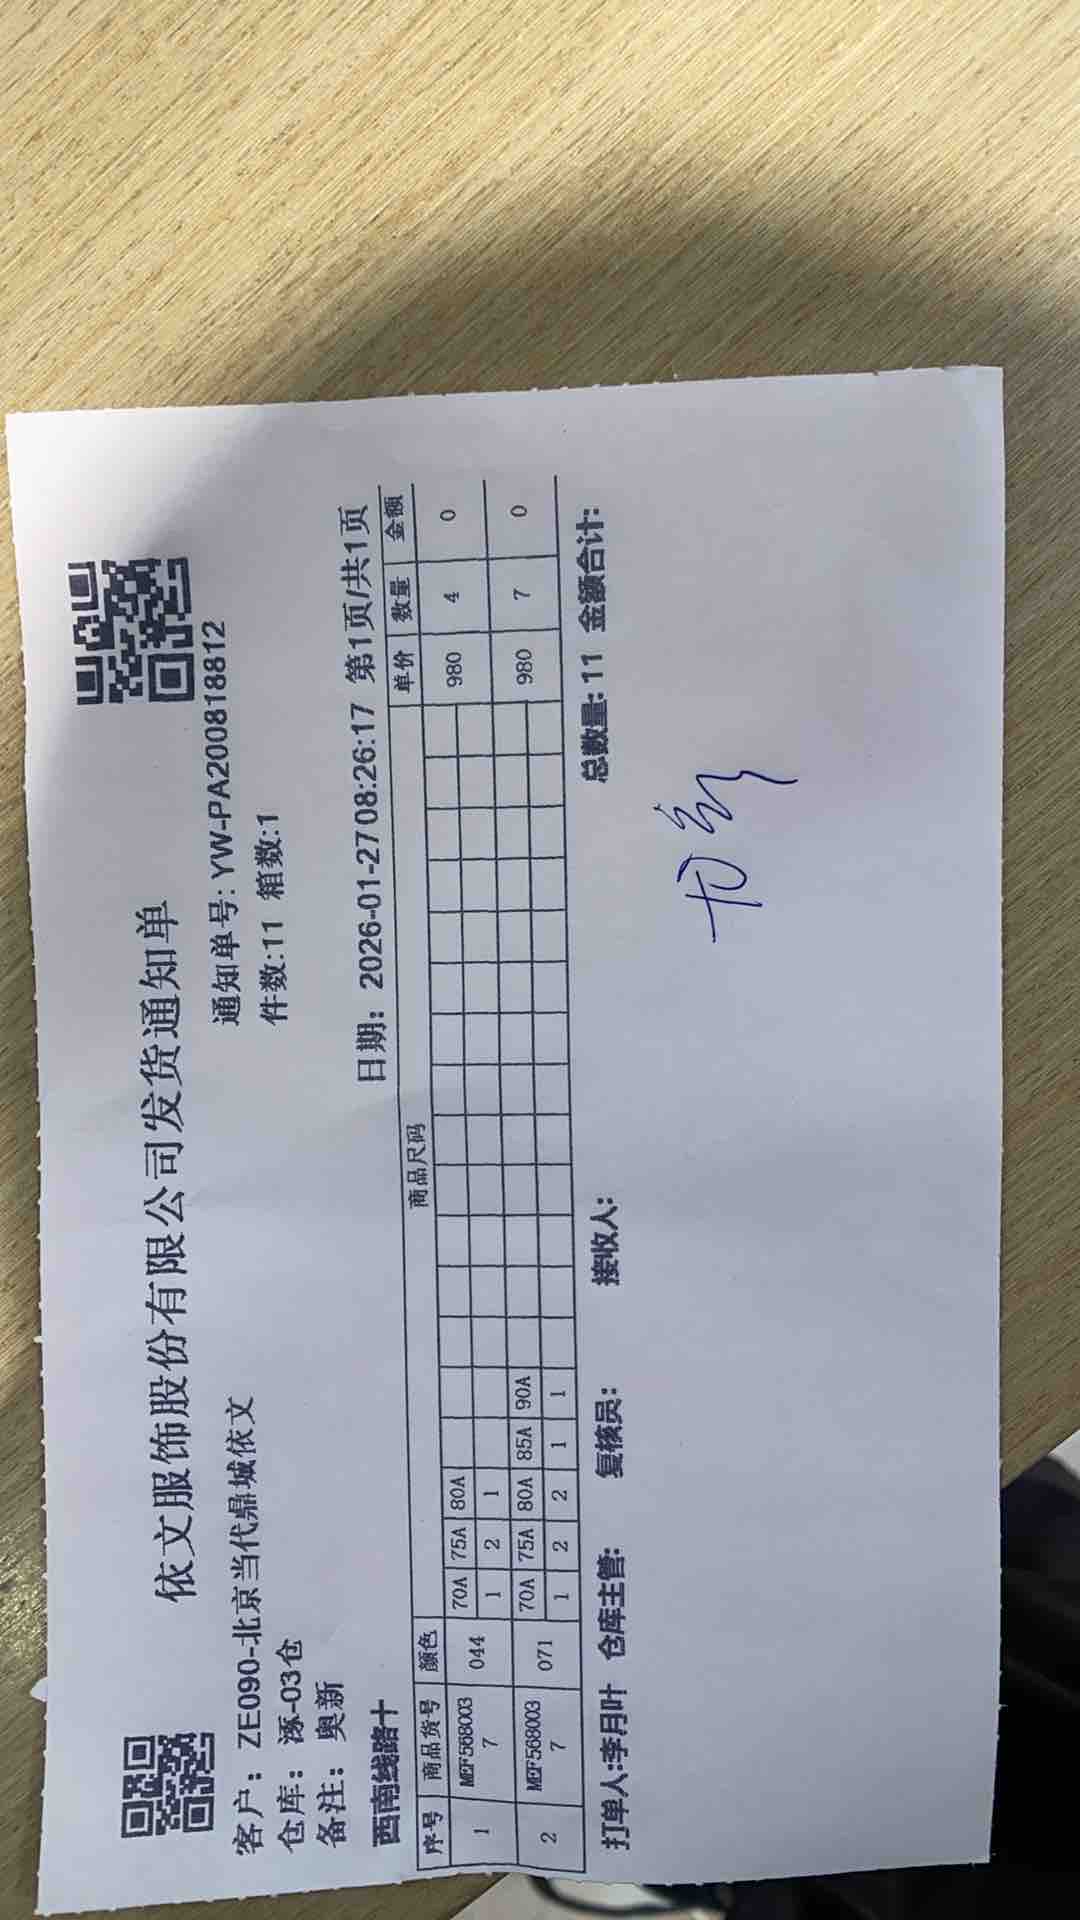 依文服饰股份有限公司发货通知单
客户：ZE090-北京当代鼎城依文
通知单号:YW-PA200818812
仓库：涿-03仓
件数:11 箱数:1
备注：奥新
西南线路十
日期：2026-01-27 08:26:17 第1页/共1页
序号 商品货号 颜色 商品尺码 单价 数量 金额
1 MEF5680037 044 70A 75A 80A 980 4 0
1 2 1
2 MEF5680037 071 70A 75A 80A 85A 90A 980 7 0
1 2 2 1 1
打单人:李月叶 仓库主管: 复核员: 接收人: 总数量:11 金额合计: